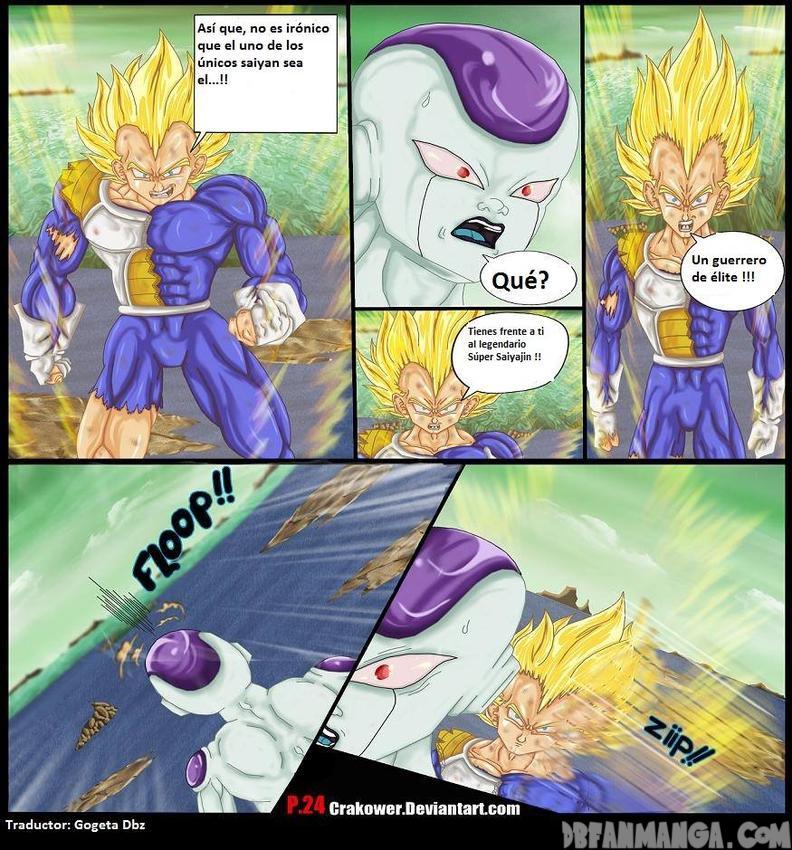 Así que, no es irónico
que el uno de los
únicos saiyan sea
el...!!
Qué?
Un guerrero
de élite !!!
Tienes frente a ti
al legendario
Súper Saiyajin !!
FLOOP!!
ZIIP!!
P.24 Crakower.Deviantart.com
Traductor: Gogeta Dbz
DBFANMANGA.COM